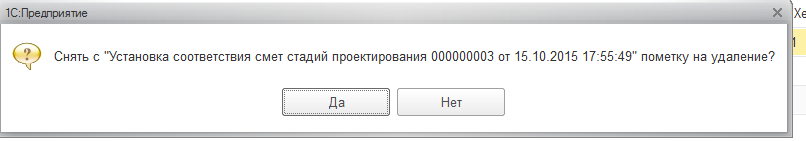 1С:Предприятие
Снять с "Установка соответствия смет стадий проектирования 000000003 от 15.10.2015 17:55:49" пометку на удаление?
Да
Нет
Хе